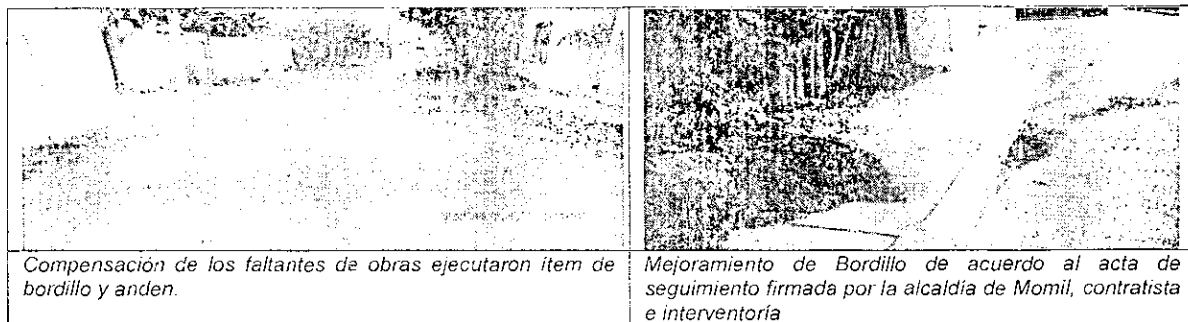 Compensación de los faltantes de obras ejecutaron ítem de
bordillo y anden.
Mejoramiento de Bordillo de acuerdo al acta de
seguimiento firmada por la alcaldía de Momil, contratista
e interventoría